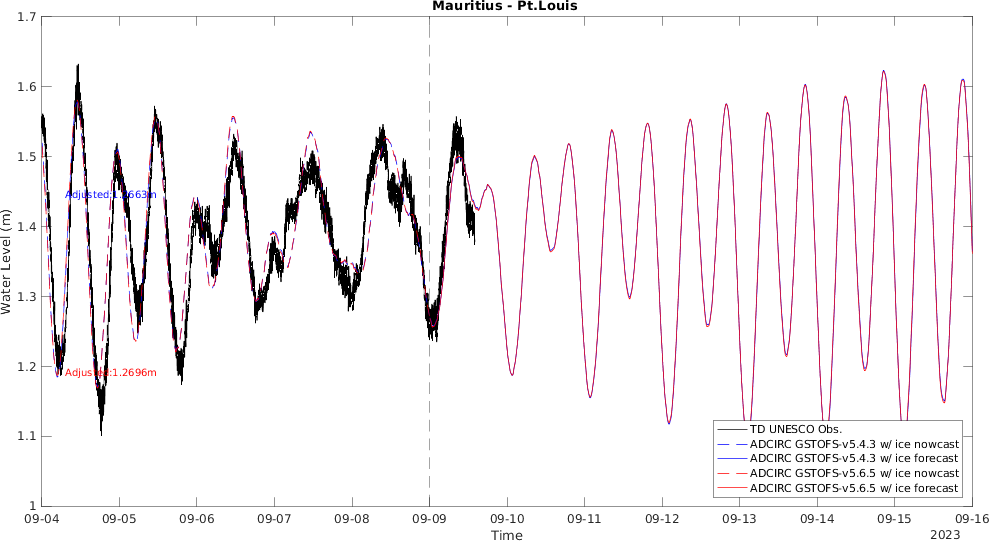 Mauritius - Pt.Louis
1.7
1.6
1.5
1.4
1.3
1.2
1.1
1
Water Level (m)
Adjusted:
663m
Adjusted:1.2696m
TD UNESCO Obs.
ADCIRC GSTOFS-v5.4.3 w/ ice nowcast
ADCIRC GSTOFS-v5.4.3 w/ ice forecast
ADCIRC GSTOFS-v5.6.5 w/ ice nowcast
ADCIRC GSTOFS-v5.6.5 w/ ice forecast
09-04 09-05 09-06 09-07 09-08 09-09 09-10 09-11 09-12 09-13 09-14 09-15 09-16
Time
2023